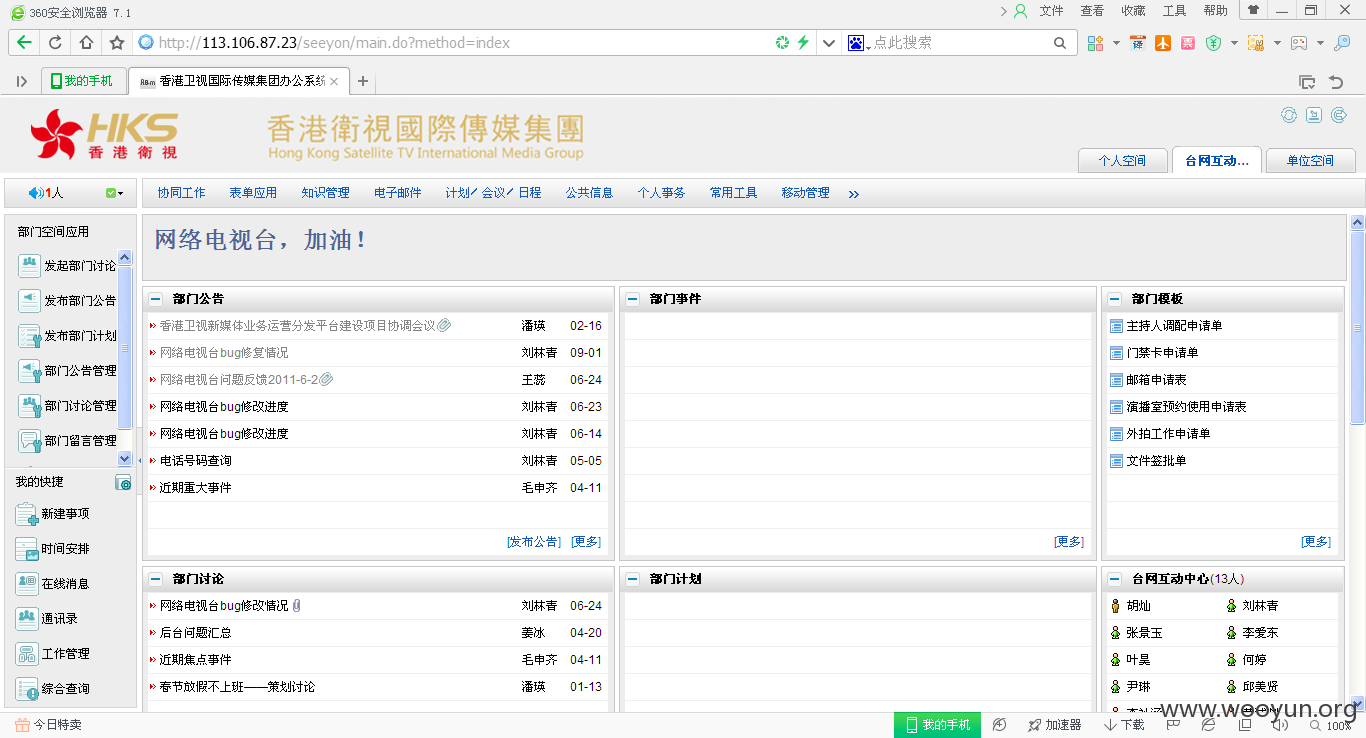 360安全浏览器 7.1
文件 查看 收藏 工具 帮助
http://113.106.87.23/seeyon/main.do?method=index
点此搜索
我的手机
香港卫视国际传媒集团办公系统
HKS
香港衛視
香港衛視國際傳媒集團
Hong Kong Satellite TV International Media Group
个人空间 台网互动... 单位空间
1人
协同工作 表单应用 知识管理 电子邮件 计划/会议/日程 公共信息 个人事务 常用工具 移动管理 »
部门空间应用
发起部门讨论
发布部门公告
发布部门计划
部门公告管理
部门讨论管理
部门留言管理
我的快捷
新建事项
时间安排
在线消息
通讯录
工作管理
综合查询
网络电视台，加油！
部门公告
香港卫视新媒体业务运营分发平台建设项目协调会议 潘瑛 02-16
网络电视台bug修复情况 刘林青 09-01
网络电视台问题反馈2011-6-2 王蕊 06-24
网络电视台bug修改进度 刘林青 06-23
网络电视台bug修改进度 刘林青 06-14
电话号码查询 刘林青 05-05
近期重大事件 毛申齐 04-11
[发布公告] [更多]
部门事件
[更多]
部门模板
主持人调配申请单
门禁卡申请单
邮箱申请表
演播室预约使用申请表
外拍工作申请单
文件签批单
[更多]
部门讨论
网络电视台bug修改情况 刘林青 06-24
后台问题汇总 姜冰 04-20
近期焦点事件 毛申齐 04-11
春节放假不上班——策划讨论 潘瑛 01-13
部门计划
台网互动中心(13人)
胡灿 刘林青
张景玉 李爱东
叶昊 何婷
尹琳 邱美贤
www.wooyun.org
今日特卖
我的手机 加速器 下载 100%